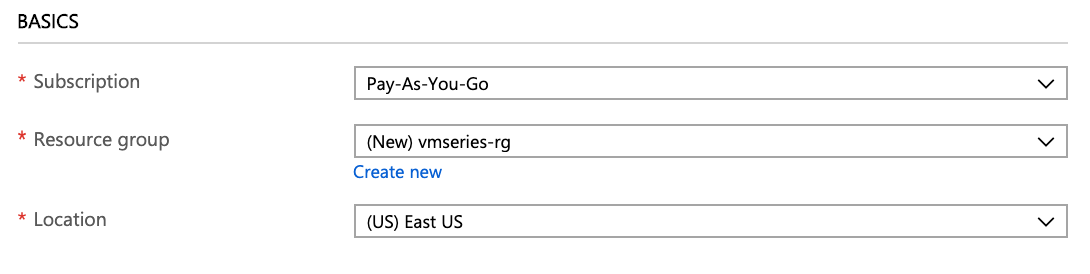 BASICS
* Subscription
Pay-As-You-Go
* Resource group
(New) vmseries-rg
Create new
* Location
(US) East US